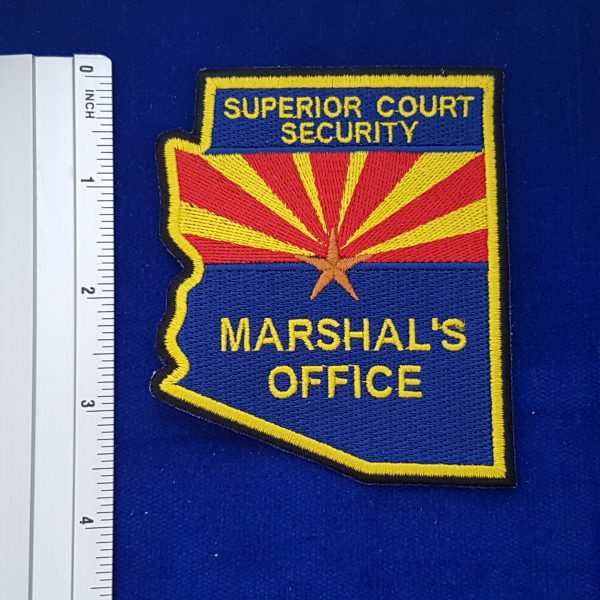 SUPERIOR COURT
SECURITY
MARSHAL'S
OFFICE
0
INCH
1
2
3
4